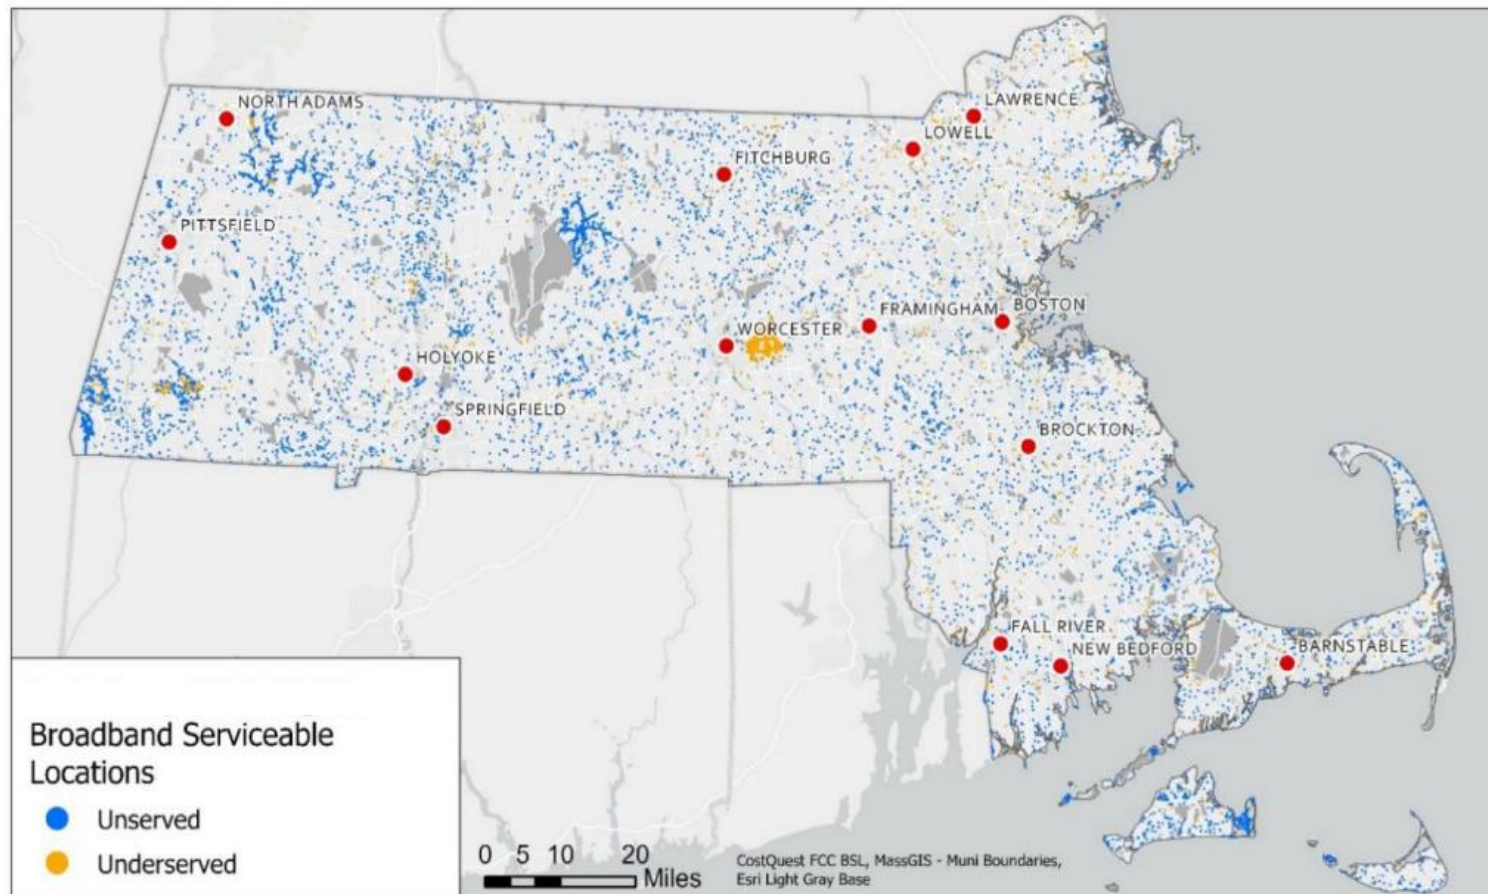 NORTH ADAMS
LAWRENCE
LOWELL
FITCHBURG
PITTSFIELD
FRAMINGHAM
BOSTON
WORCESTER
HOLYOKE
SPRINGFIELD
BROCKTON
FALL RIVER
NEW BEDFORD
BARNSTABLE
Broadband Serviceable
Locations
Unserved
Underserved
0 5 10 20
Miles
CostQuest FCC BSL, MassGIS - Muni Boundaries,
Esri Light Gray Base